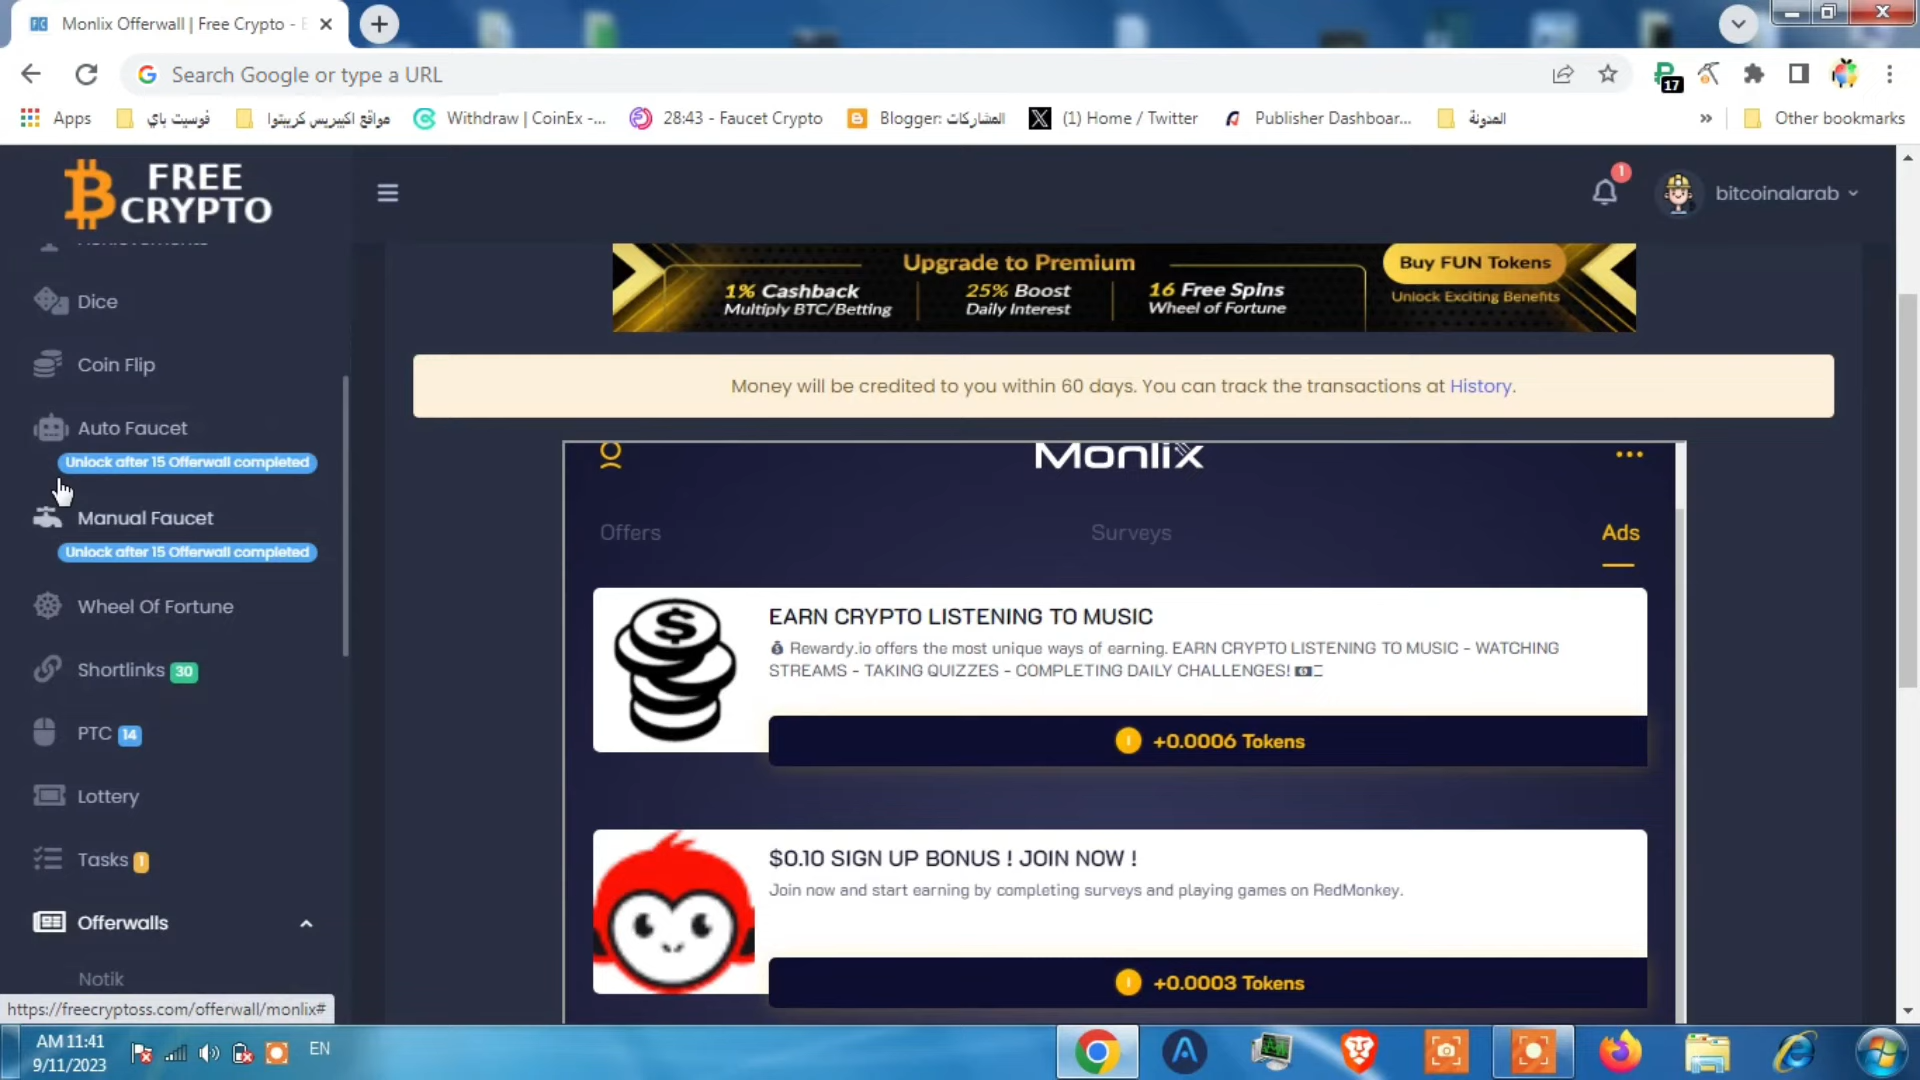 Monlix Offerwall | Free Crypto -
Search Google or type a URL
17
Apps
فوسيت باي
مواقع اكبيريس كريبتوا
Withdraw | CoinEx -...
28:43 - Faucet Crypto
Blogger: المشاركات
(1) Home / Twitter
Publisher Dashboar...
المدونة
»
Other bookmarks
FREE
CRYPTO
1
bitcoinalarab
Achievements
Dice
Coin Flip
Auto Faucet
Unlock after 15 Offerwall completed
Manual Faucet
Unlock after 15 Offerwall completed
Wheel Of Fortune
Shortlinks 30
PTC 14
Lottery
Tasks 1
Offerwalls
Notik
https://freecryptoss.com/offerwall/monlix#
Upgrade to Premium
1% Cashback
Multiply BTC/Betting
25% Boost
Daily Interest
16 Free Spins
Wheel of Fortune
Buy FUN Tokens
Unlock Exciting Benefits
Money will be credited to you within 60 days. You can track the transactions at History.
Monlix
Offers
Surveys
Ads
EARN CRYPTO LISTENING TO MUSIC
Rewardy.io offers the most unique ways of earning. EARN CRYPTO LISTENING TO MUSIC - WATCHING
STREAMS - TAKING QUIZZES - COMPLETING DAILY CHALLENGES!
+0.0006 Tokens
$0.10 SIGN UP BONUS ! JOIN NOW !
Join now and start earning by completing surveys and playing games on RedMonkey.
+0.0003 Tokens
AM 11:41
9/11/2023
EN